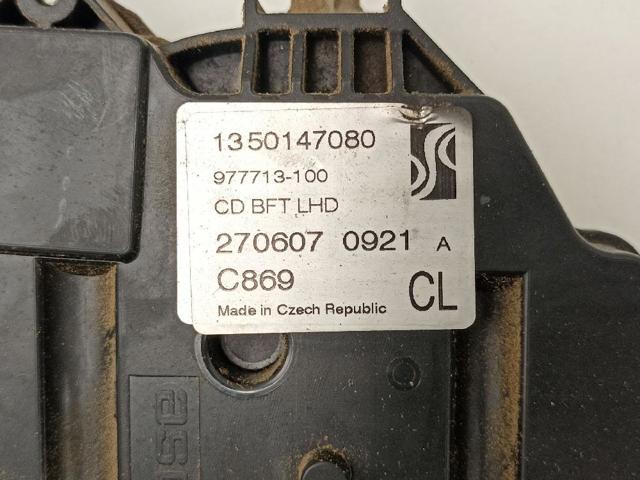 1350147080
977713-100
CD BFT LHD
270607 0921 A
C869
CL
Made in Czech Republic